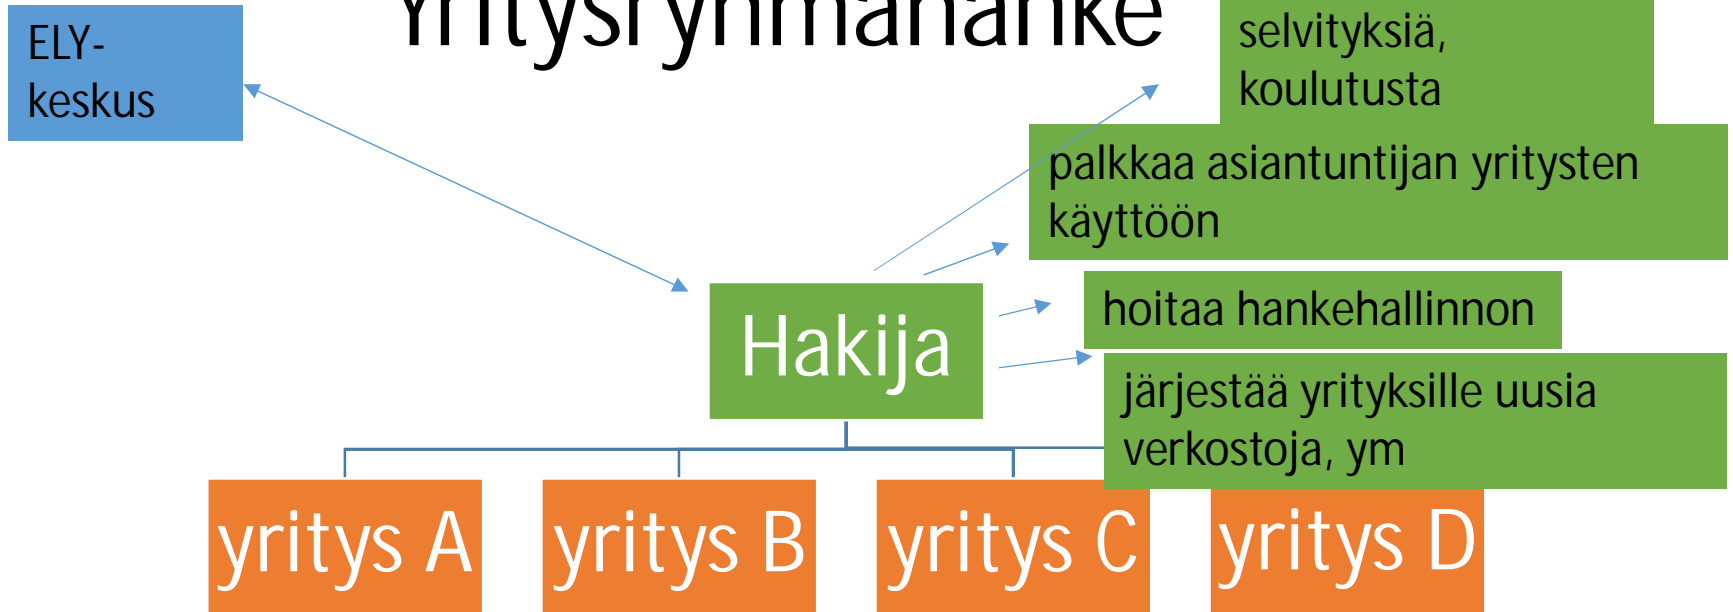 Yritysryhmähanke
ELY-
keskus
selvityksiä,
koulutusta
palkkaa asiantuntijan yritysten
käyttöön
hoitaa hankehallinnon
Hakija
järjestää yrityksille uusia
verkostoja, ym
yritys A
yritys B
yritys C
yritys D